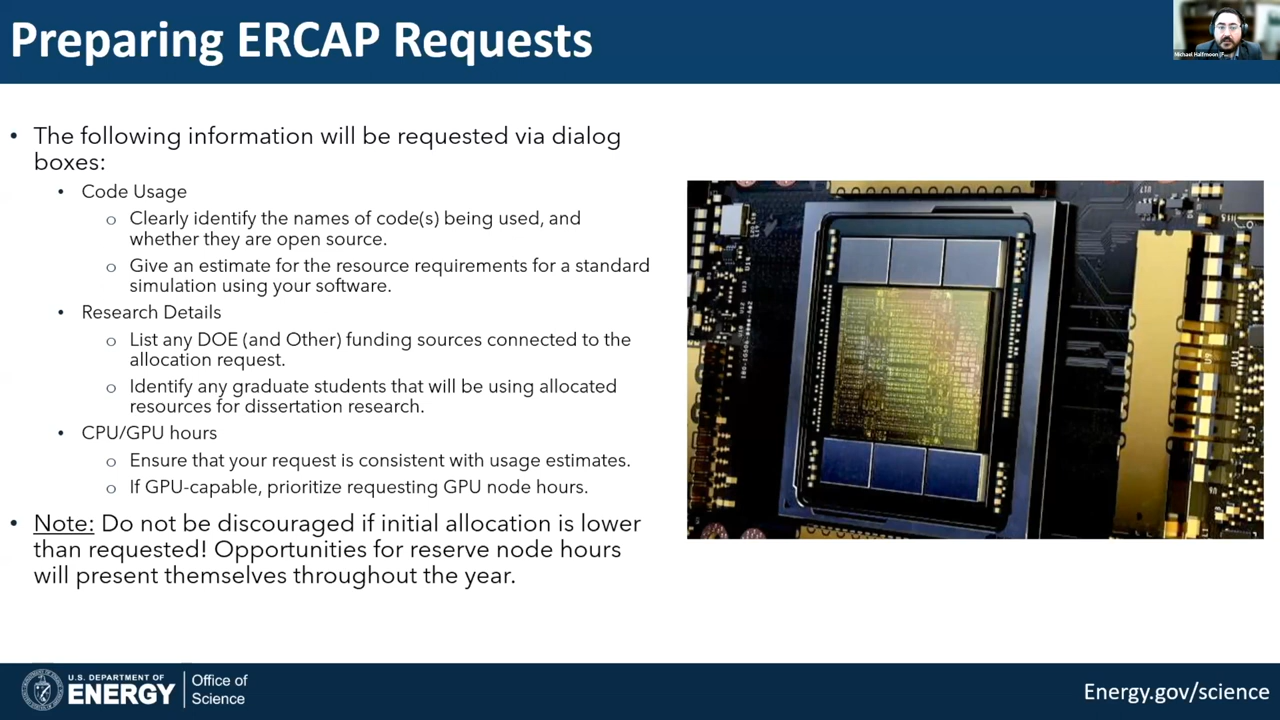 Preparing ERCAP Requests
Michael Halfmoon
• The following information will be requested via dialog
boxes:
• Code Usage
o Clearly identify the names of code(s) being used, and
whether they are open source.
o Give an estimate for the resource requirements for a standard
simulation using your software.
• Research Details
o List any DOE (and Other) funding sources connected to the
allocation request.
o Identify any graduate students that will be using allocated
resources for dissertation research.
• CPU/GPU hours
o Ensure that your request is consistent with usage estimates.
o If GPU-capable, prioritize requesting GPU node hours.
• Note: Do not be discouraged if initial allocation is lower
than requested! Opportunities for reserve node hours
will present themselves throughout the year.
U.S. DEPARTMENT OF
ENERGY
Office of
Science
Energy.gov/science